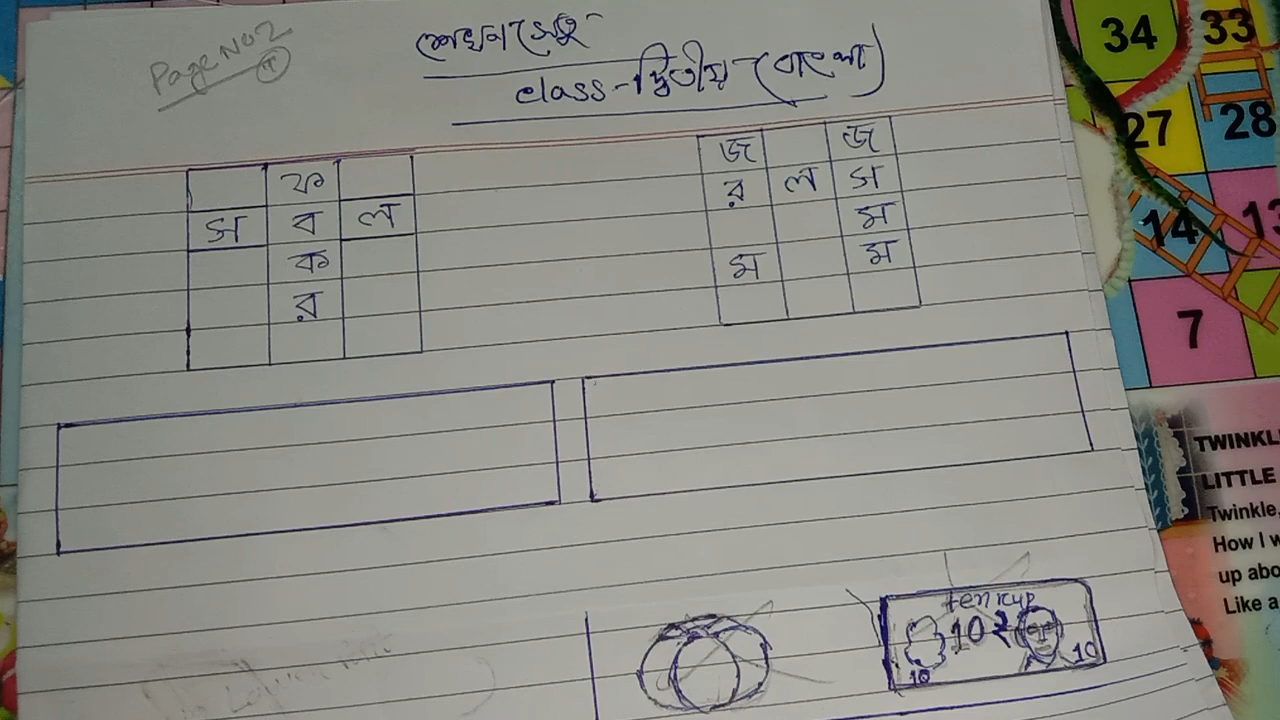 Page No 2
শিখন সেতু
class-দ্বিতীয় (বাংলা)
ফ
স ব ল
ক
র
জ জ
র ল স
ম
ম ম
ten rup
10 ₹
10 10
34 33
27 28
14 13
7
TWINKL
LITTLE
Twinkle,
How I w
up abo
Like a